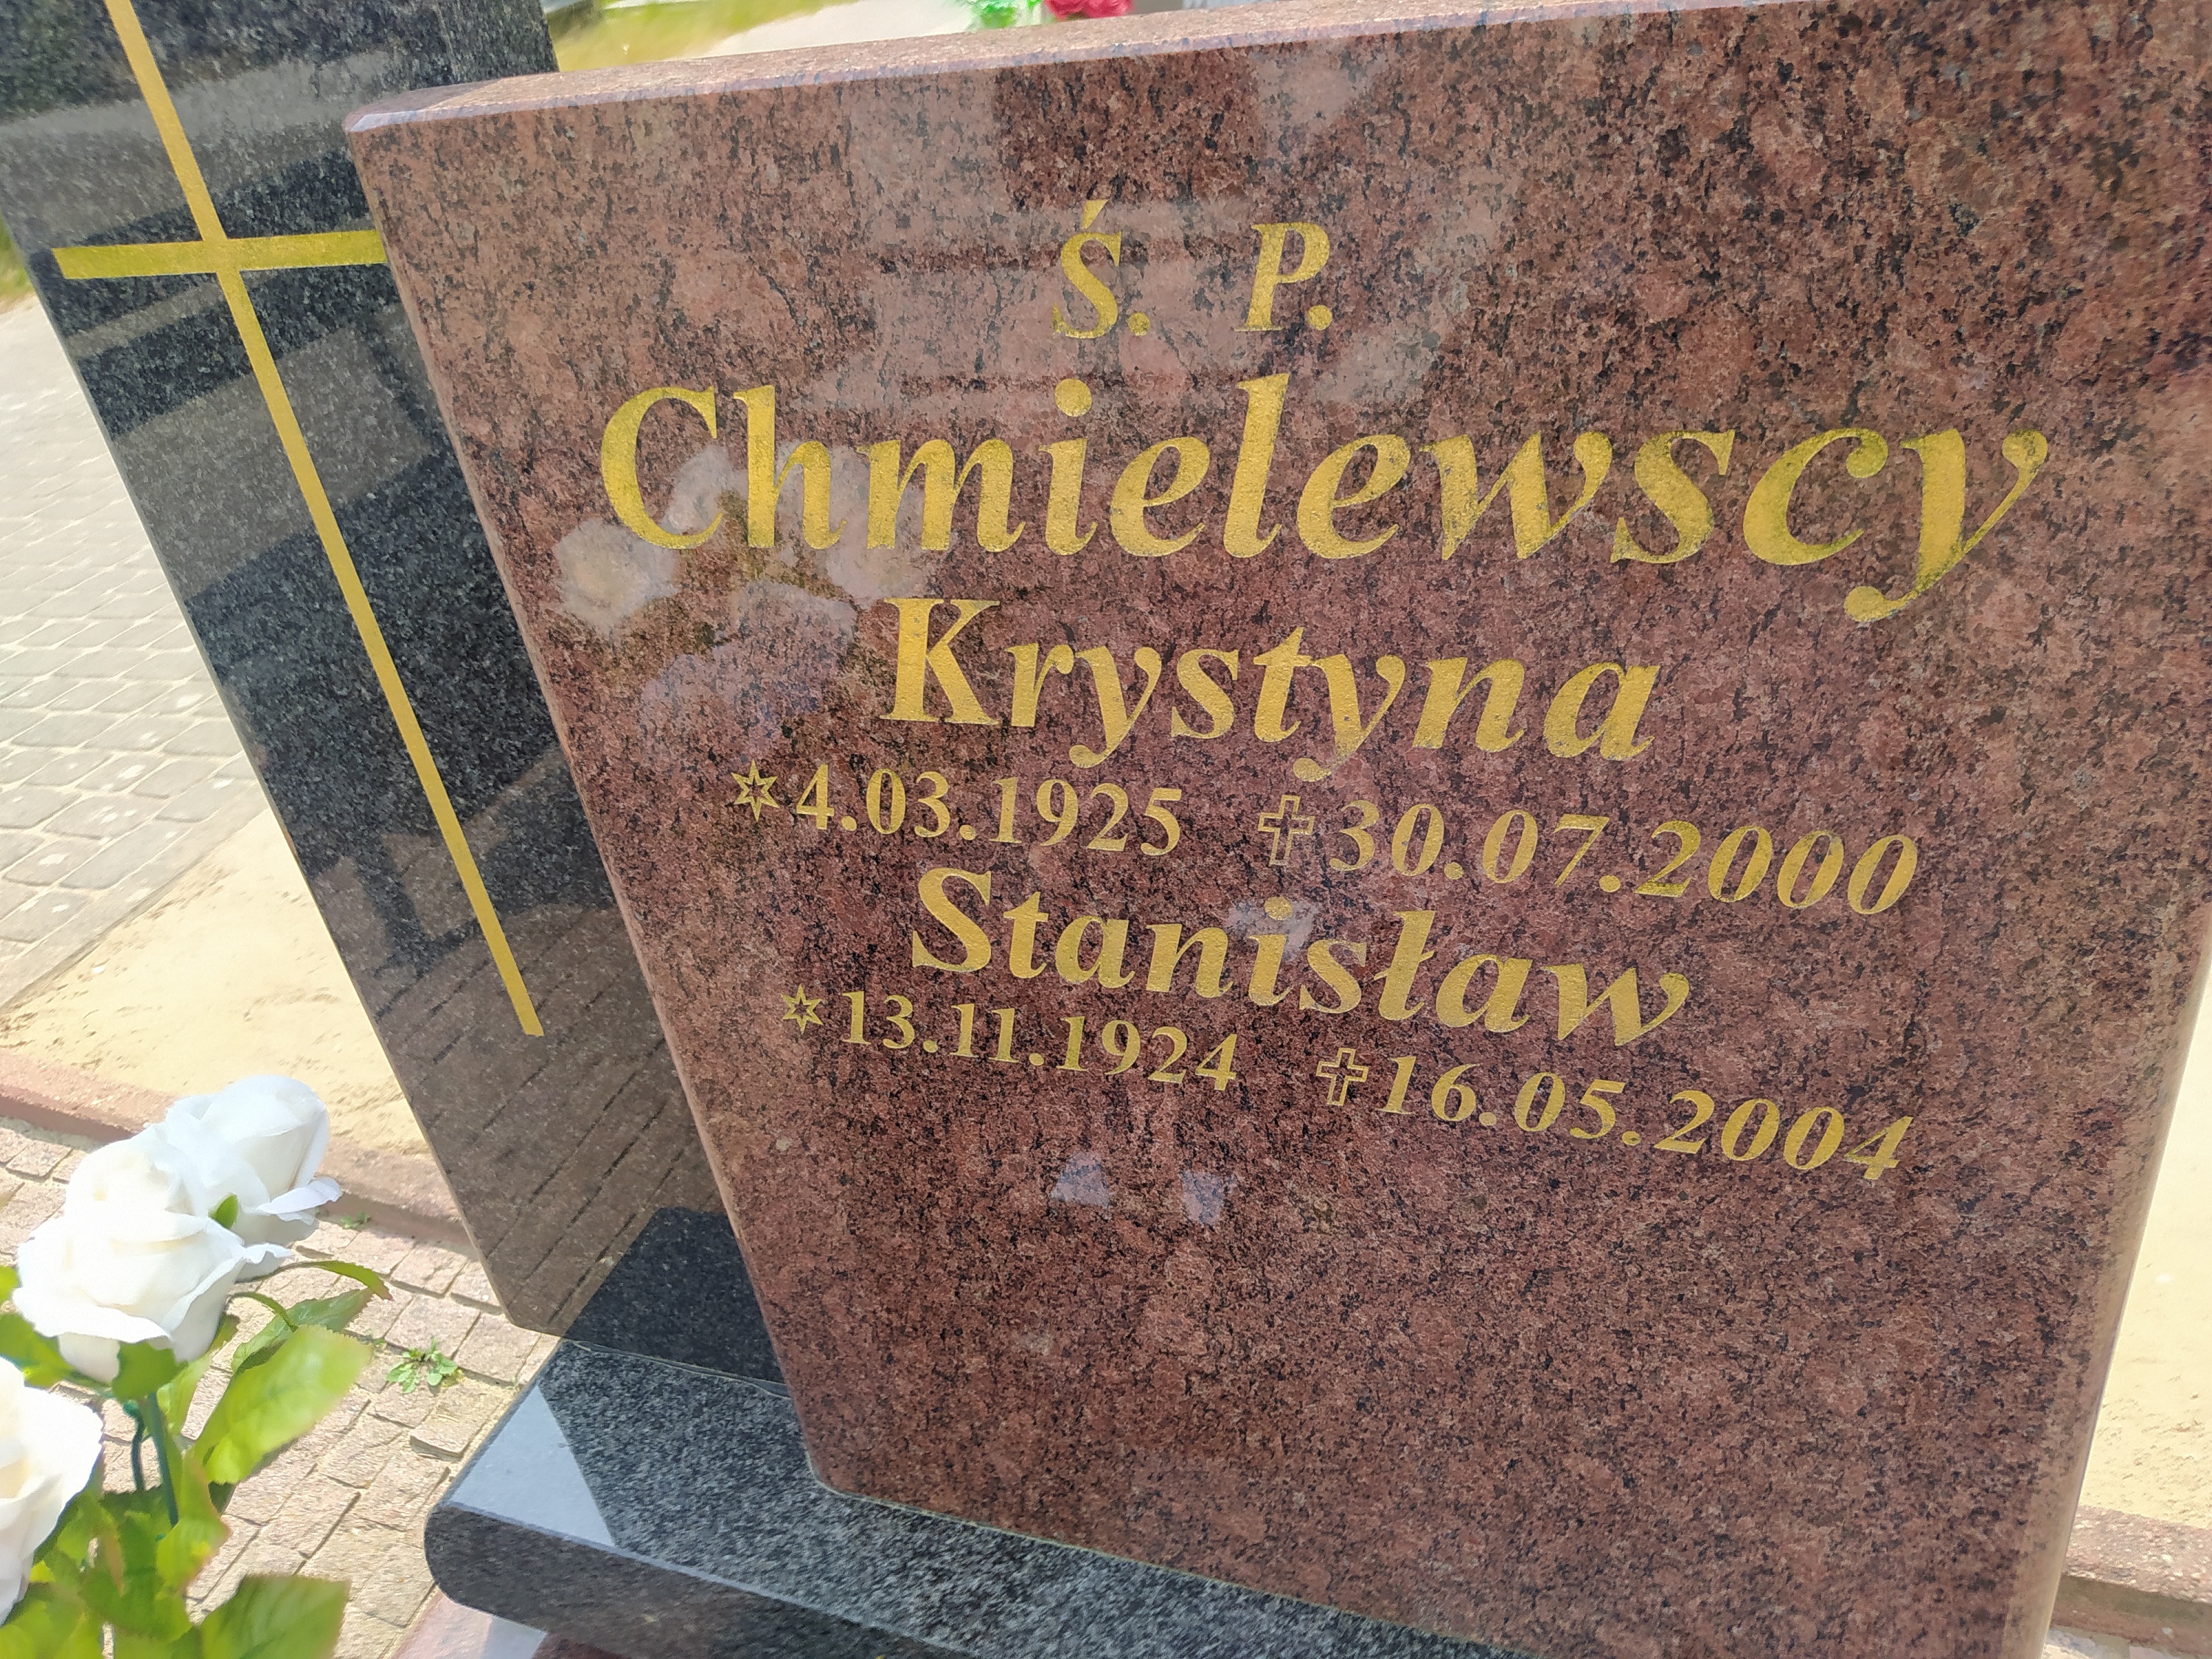 Ś. P.
Chmielewscy
Krystyna
✡4.03.1925 ✝30.07.2000
Stanisław
✡13.11.1924 ✝16.05.2004